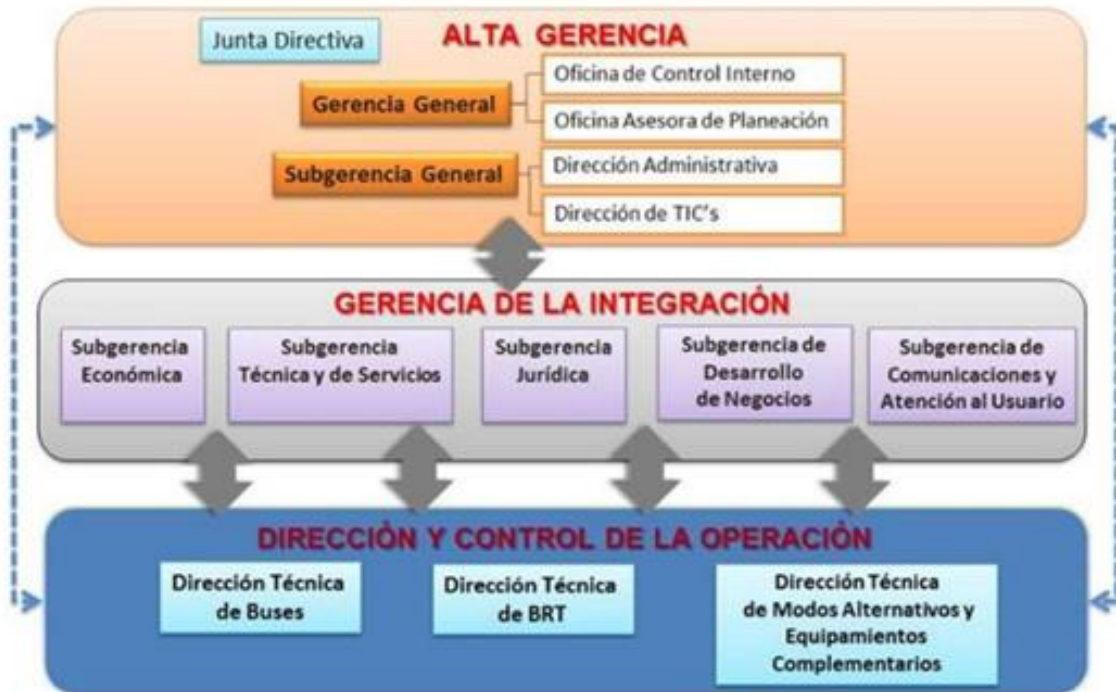 ALTA GERENCIA
Junta Directiva
Gerencia General
Oficina de Control Interno
Oficina Asesora de Planeación
Subgerencia General
Dirección Administrativa
Dirección de TIC's
GERENCIA DE LA INTEGRACIÓN
Subgerencia
Económica
Subgerencia
Técnica y de Servicios
Subgerencia
Jurídica
Subgerencia de
Desarrollo
de Negocios
Subgerencia de
Comunicaciones y
Atención al Usuario
DIRECCIÓN Y CONTROL DE LA OPERACIÓN
Dirección Técnica
de Buses
Dirección Técnica
de BRT
Dirección Técnica
de Modos Alternativos y
Equipamientos
Complementarios